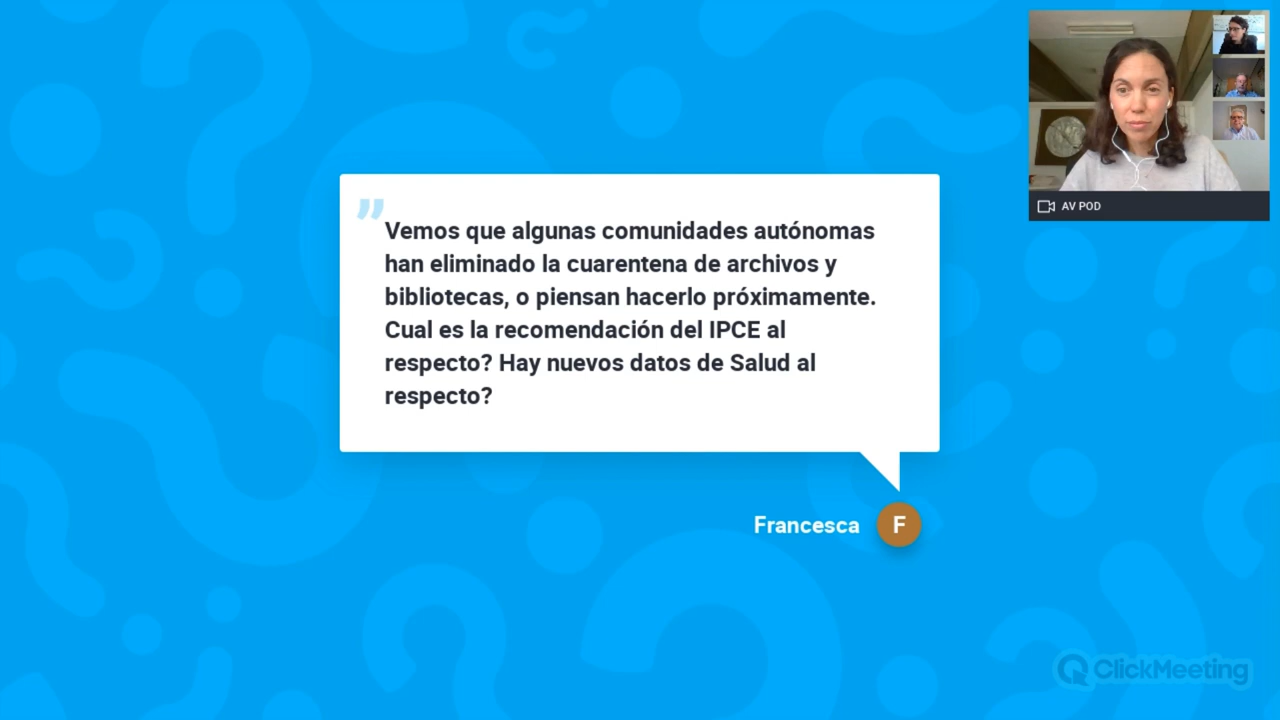 "
Vemos que algunas comunidades autónomas
han eliminado la cuarentena de archivos y
bibliotecas, o piensan hacerlo próximamente.
Cual es la recomendación del IPCE al
respecto? Hay nuevos datos de Salud al
respecto?
Francesca F
AV POD
ClickMeeting